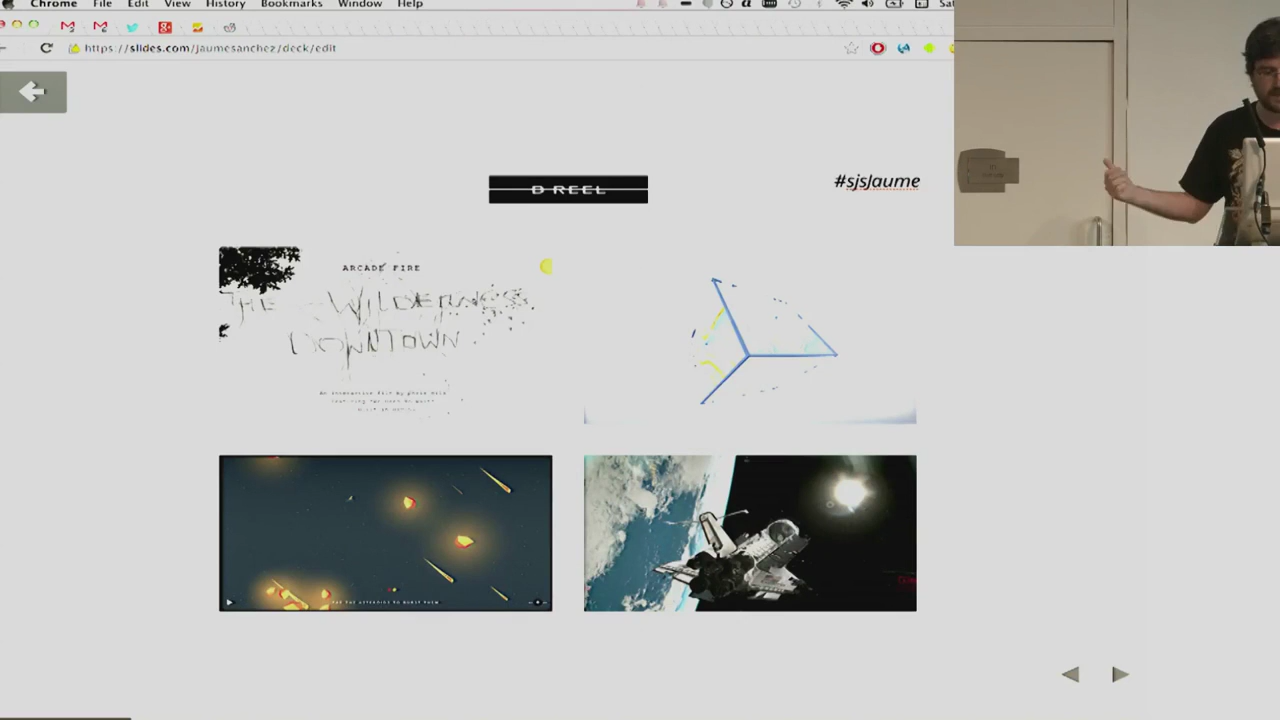 Chrome File Edit View History Bookmarks Window Help
https://slides.com/jaumesanchez/deck/edit
#sjsJaume
D REEL
ARCADE FIRE
THE WILDERNESS
DOWNTOWN